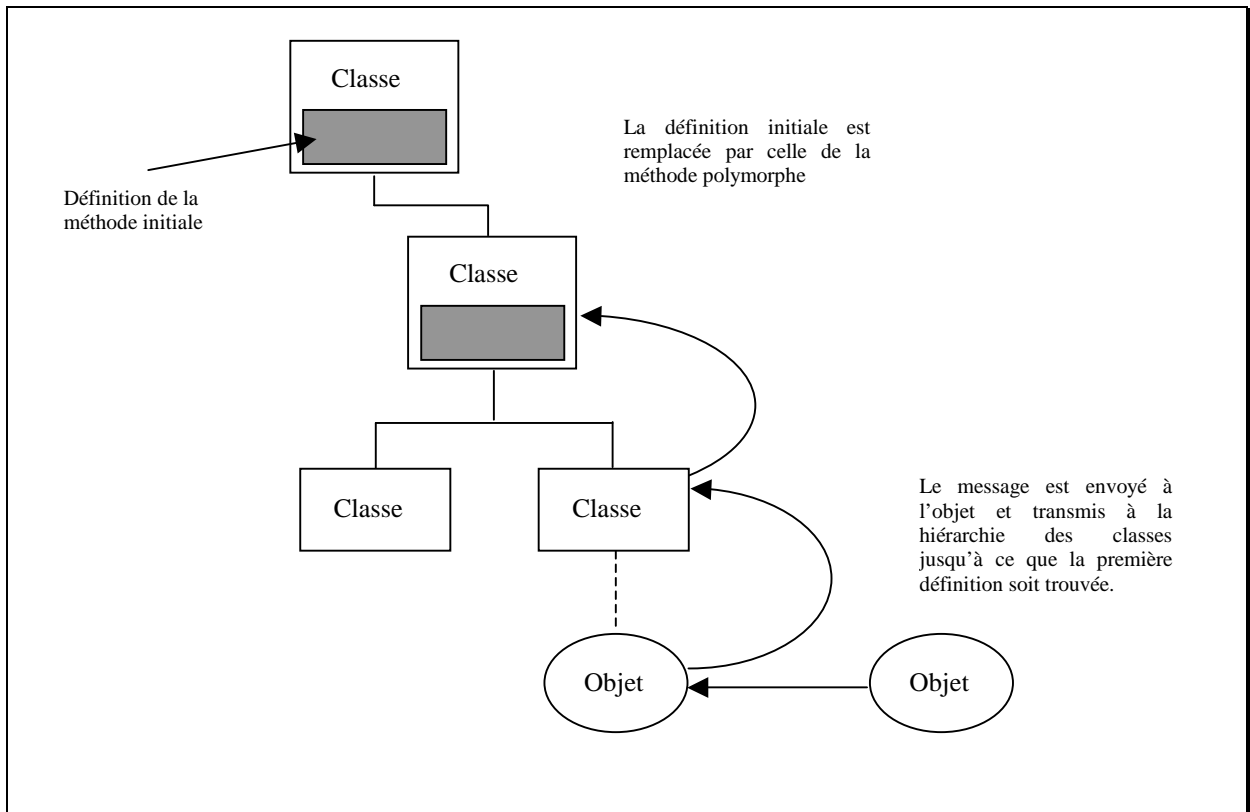 Classe
La définition initiale est
remplacée par celle de la
méthode polymorphe
Définition de la
méthode initiale
Classe
Classe
Classe
Le message est envoyé à
l'objet et transmis à la
hiérarchie des classes
jusqu'à ce que la première
définition soit trouvée.
Objet
Objet